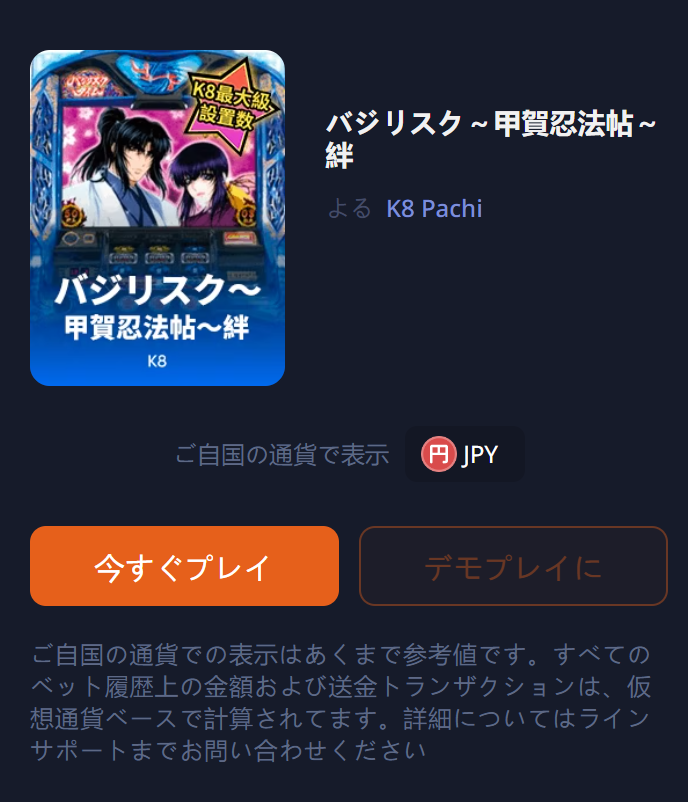 K8最大級
設置数
バジリスク～
甲賀忍法帖～絆
K8
バジリスク～甲賀忍法帖～
絆
よる K8 Pachi
ご自国の通貨で表示 円 JPY
今すぐプレイ
デモプレイに
ご自国の通貨での表示はあくまで参考値です。すべての
ベット履歴上の金額および送金トランザクションは、仮
想通貨ベースで計算されてます。詳細についてはライン
サポートまでお問い合わせください